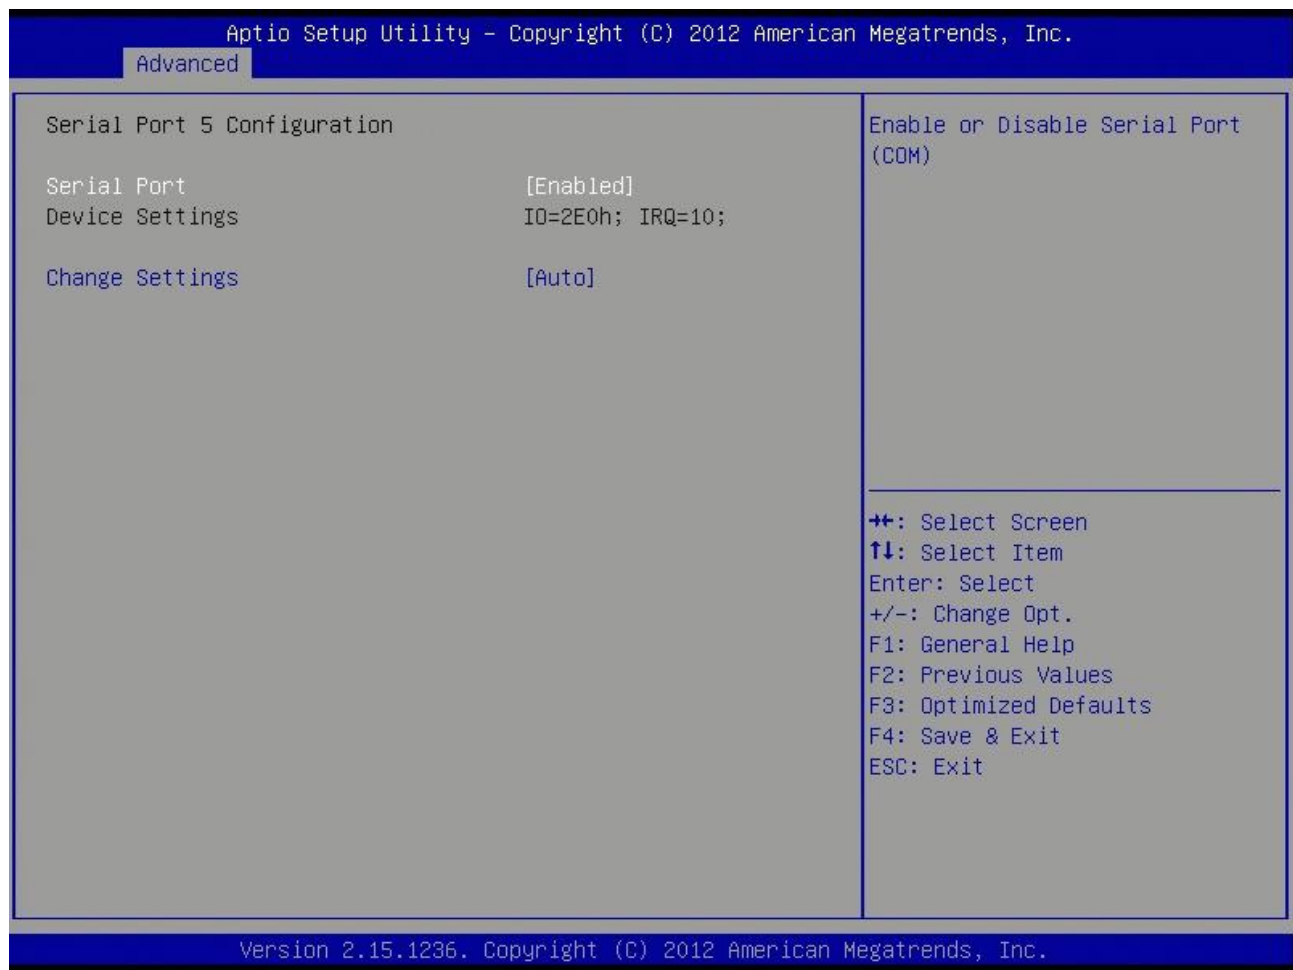 Aptio Setup Utility – Copyright (C) 2012 American Megatrends, Inc.
Advanced
Serial Port 5 Configuration
Serial Port [Enabled]
Device Settings IO=2E0h; IRQ=10;
Change Settings [Auto]
Enable or Disable Serial Port
(COM)
→←: Select Screen
↑↓: Select Item
Enter: Select
+/-: Change Opt.
F1: General Help
F2: Previous Values
F3: Optimized Defaults
F4: Save & Exit
ESC: Exit
Version 2.15.1236. Copyright (C) 2012 American Megatrends, Inc.